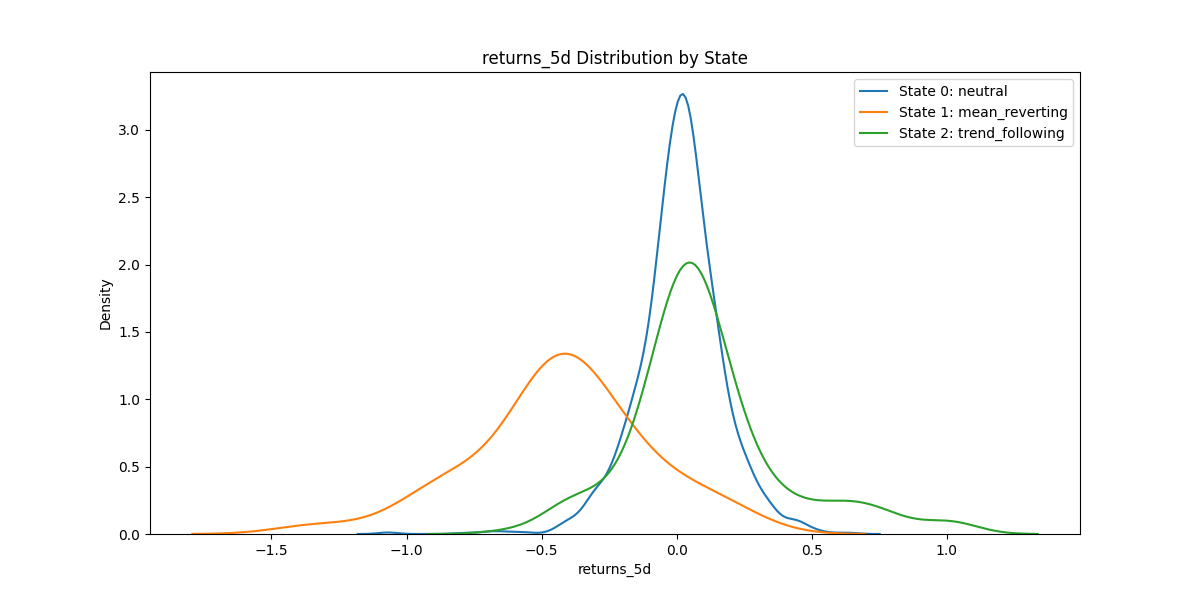 returns_5d Distribution by State
State 0: neutral
State 1: mean_reverting
State 2: trend_following
Density
3.0
2.5
2.0
1.5
1.0
0.5
0.0
−1.5 −1.0 −0.5 0.0 0.5 1.0
returns_5d